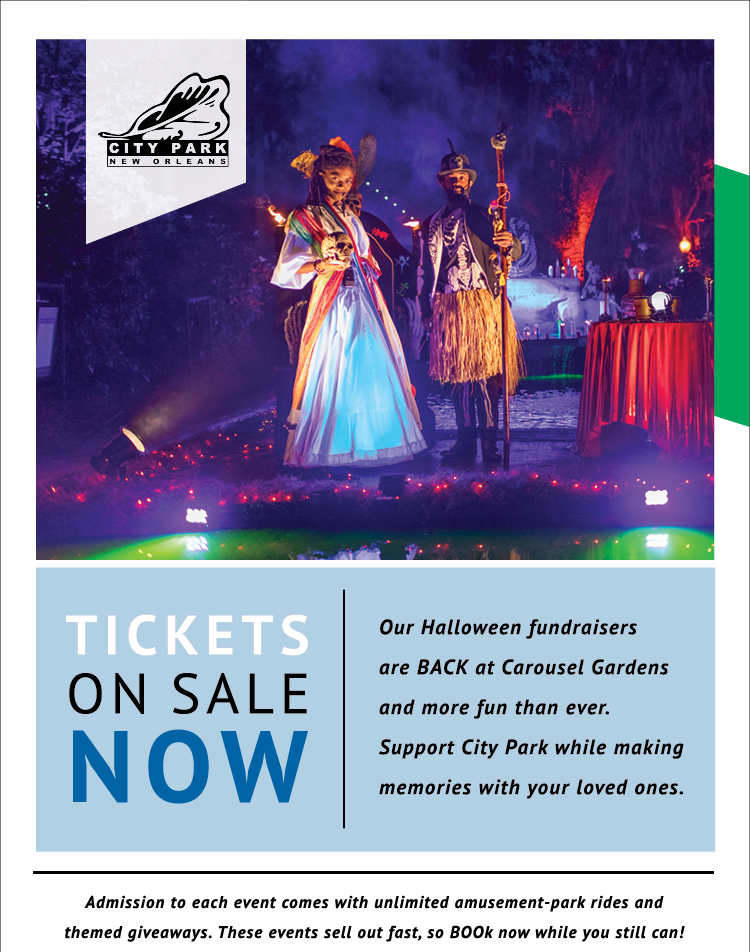 CITY PARK
NEW ORLEANS
TICKETS
ON SALE
NOW
Our Halloween fundraisers
are BACK at Carousel Gardens
and more fun than ever.
Support City Park while making
memories with your loved ones.
Admission to each event comes with unlimited amusement-park rides and
themed giveaways. These events sell out fast, so BOOk now while you still can!